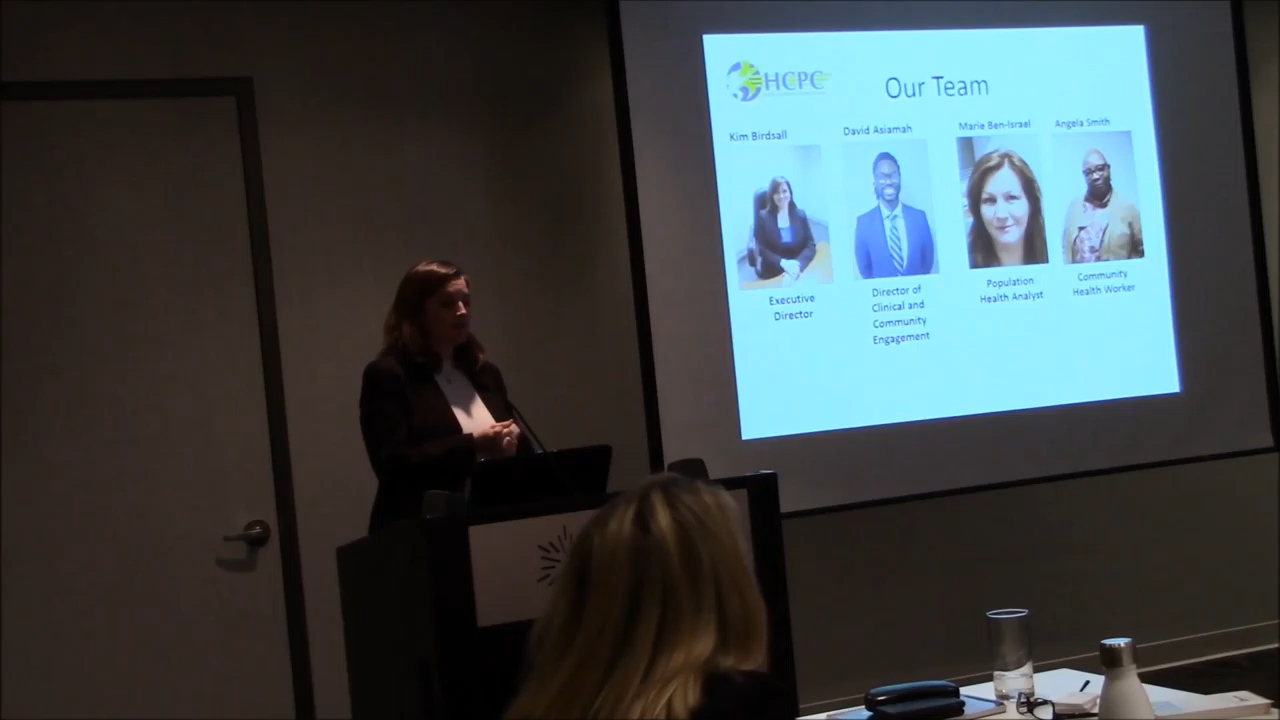 HCPC
Our Team
Kim Birdsall
David Asiamah
Marie Ben-Israel
Angela Smith
Executive
Director
Director of
Clinical and
Community
Engagement
Population
Health Analyst
Community
Health Worker